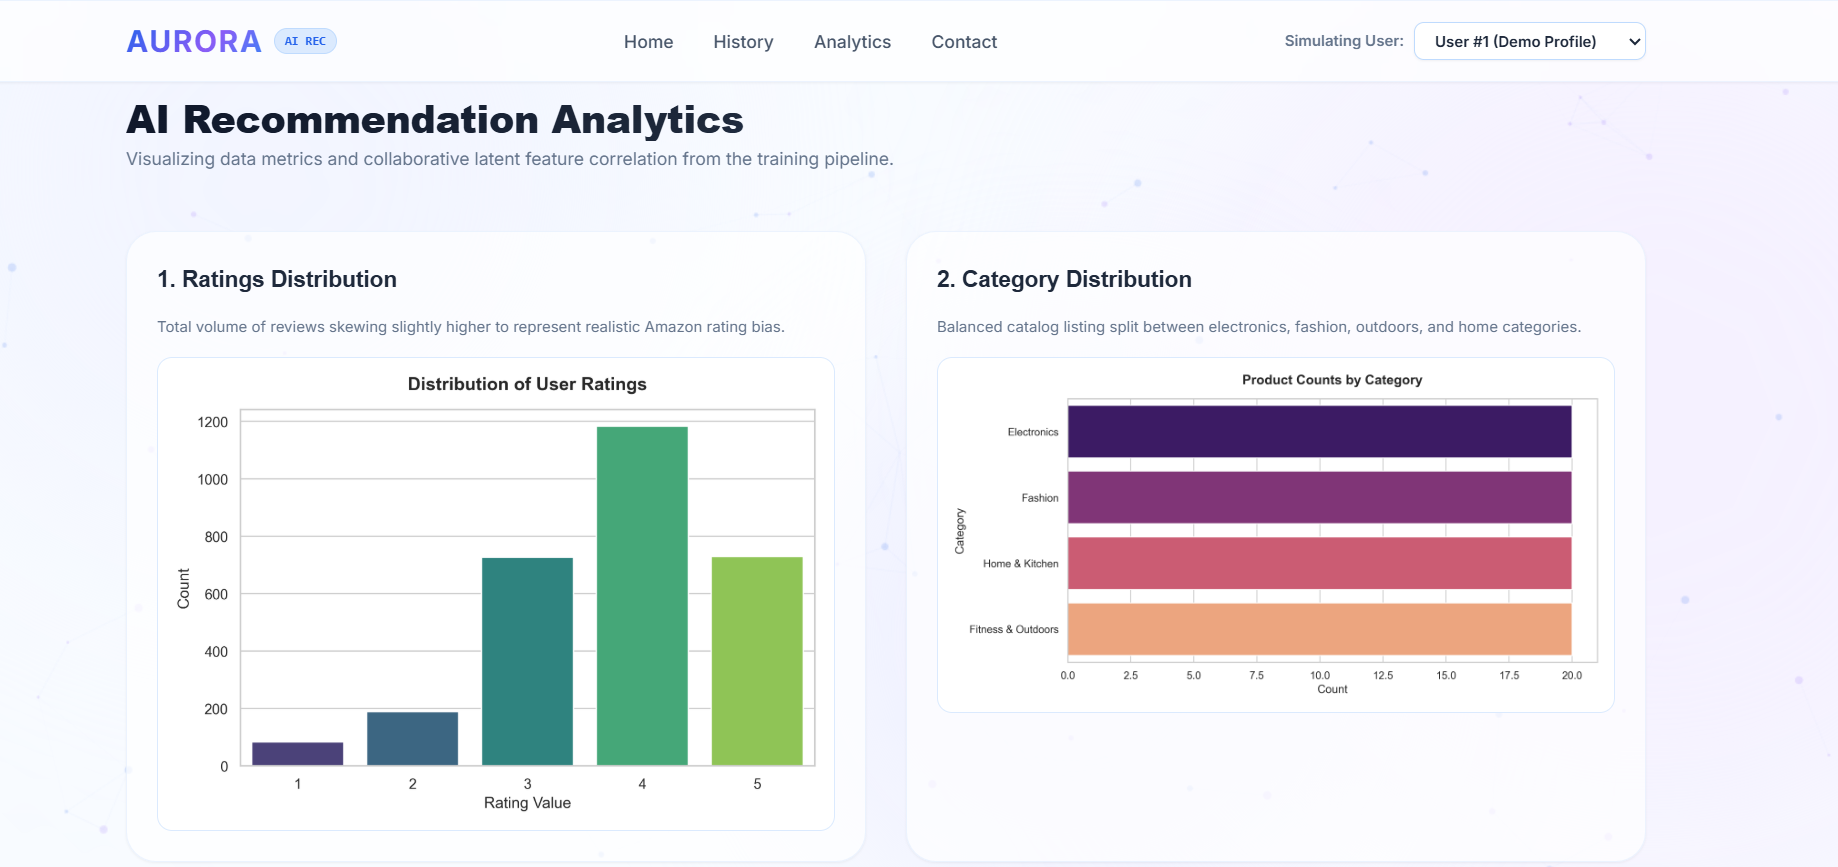 AURORA AI REC Home History Analytics Contact Simulating User: User #1 (Demo Profile)
AI Recommendation Analytics
Visualizing data metrics and collaborative latent feature correlation from the training pipeline.
1. Ratings Distribution
Total volume of reviews skewing slightly higher to represent realistic Amazon rating bias.
Distribution of User Ratings
Count
1200
1000
800
600
400
200
0
1 2 3 4 5
Rating Value
2. Category Distribution
Balanced catalog listing split between electronics, fashion, outdoors, and home categories.
Product Counts by Category
Category
Electronics
Fashion
Home & Kitchen
Fitness & Outdoors
0.0 2.5 5.0 7.5 10.0 12.5 15.0 17.5 20.0
Count